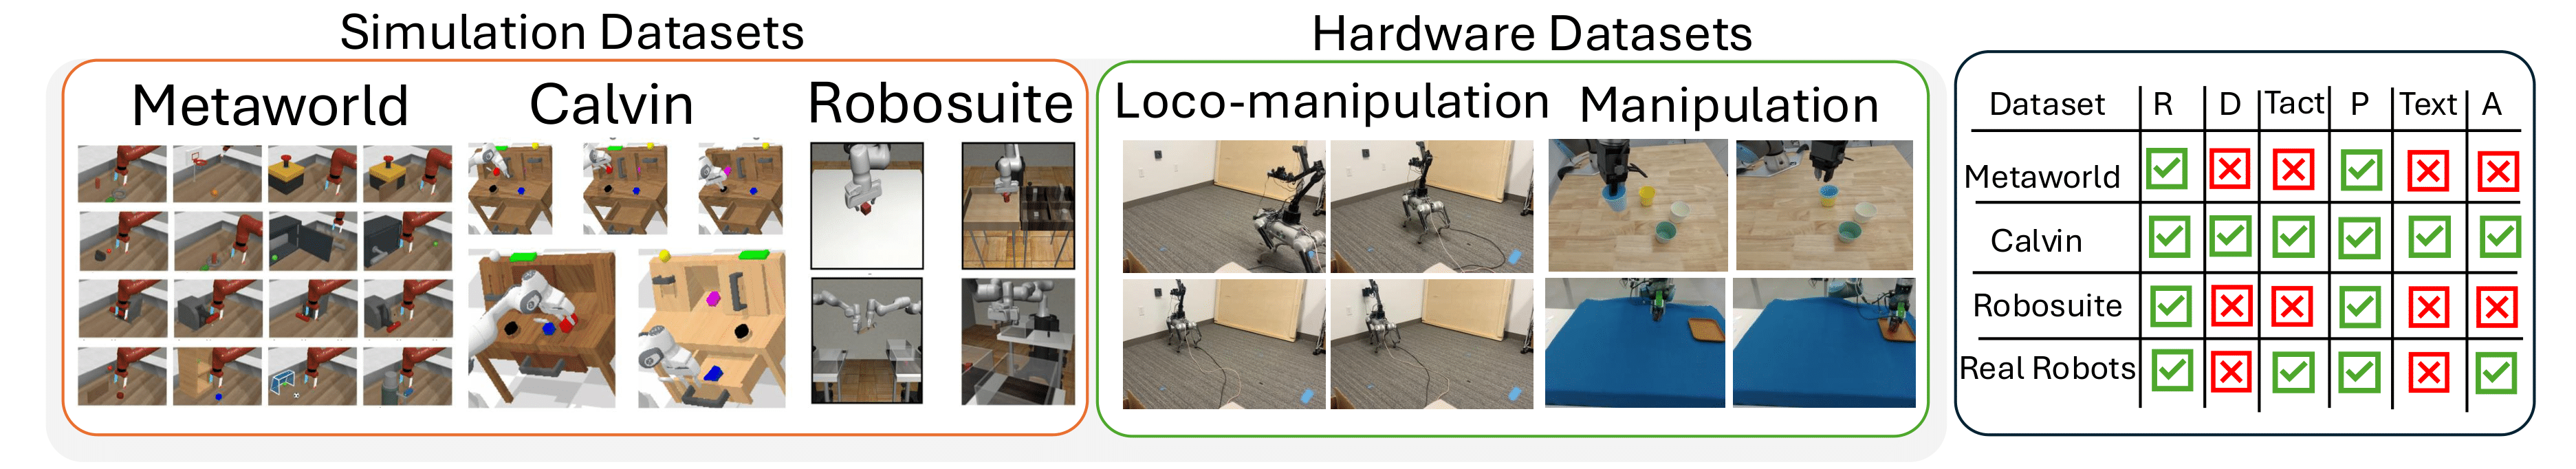 Simulation Datasets
Hardware Datasets
Metaworld
Calvin
Robosuite
Loco-manipulation
Manipulation
Dataset R D Tact P Text A
Metaworld
Calvin
Robosuite
Real Robots